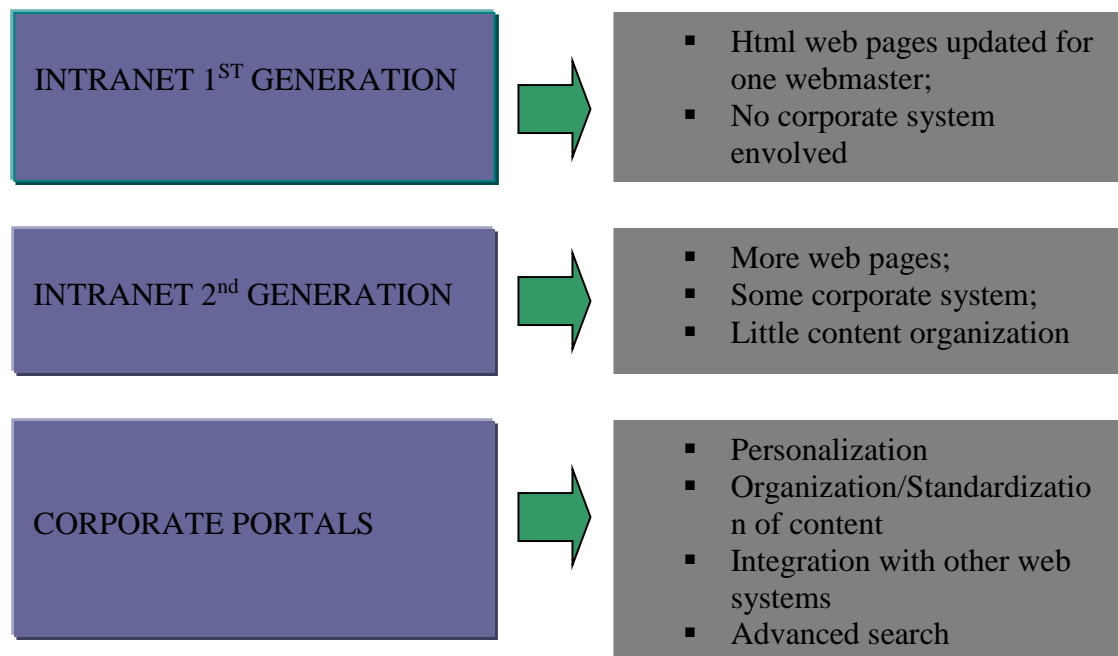 INTRANET 1ST GENERATION
▪ Html web pages updated for
one webmaster;
▪ No corporate system
envolved
INTRANET 2nd GENERATION
▪ More web pages;
▪ Some corporate system;
▪ Little content organization
CORPORATE PORTALS
▪ Personalization
▪ Organization/Standardizatio
n of content
▪ Integration with other web
systems
▪ Advanced search